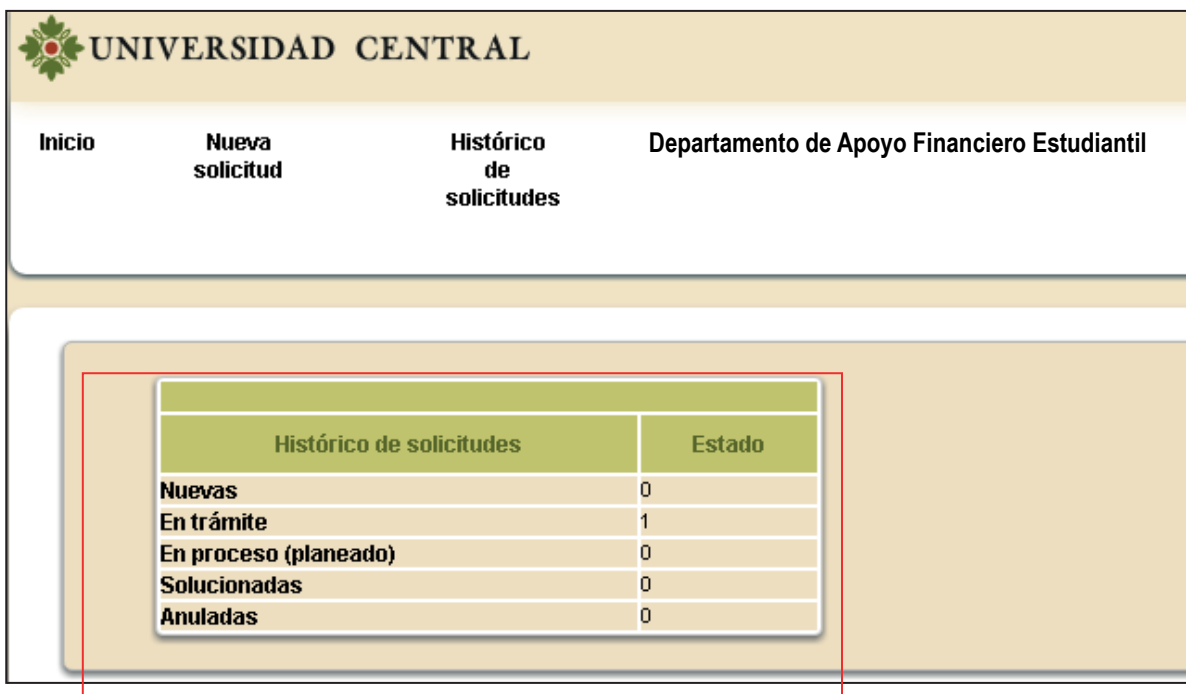 UNIVERSIDAD CENTRAL
Inicio
Nueva
solicitud
Histórico
de
solicitudes
Departamento de Apoyo Financiero Estudiantil
Histórico de solicitudes Estado
Nuevas 0
En trámite 1
En proceso (planeado) 0
Solucionadas 0
Anuladas 0